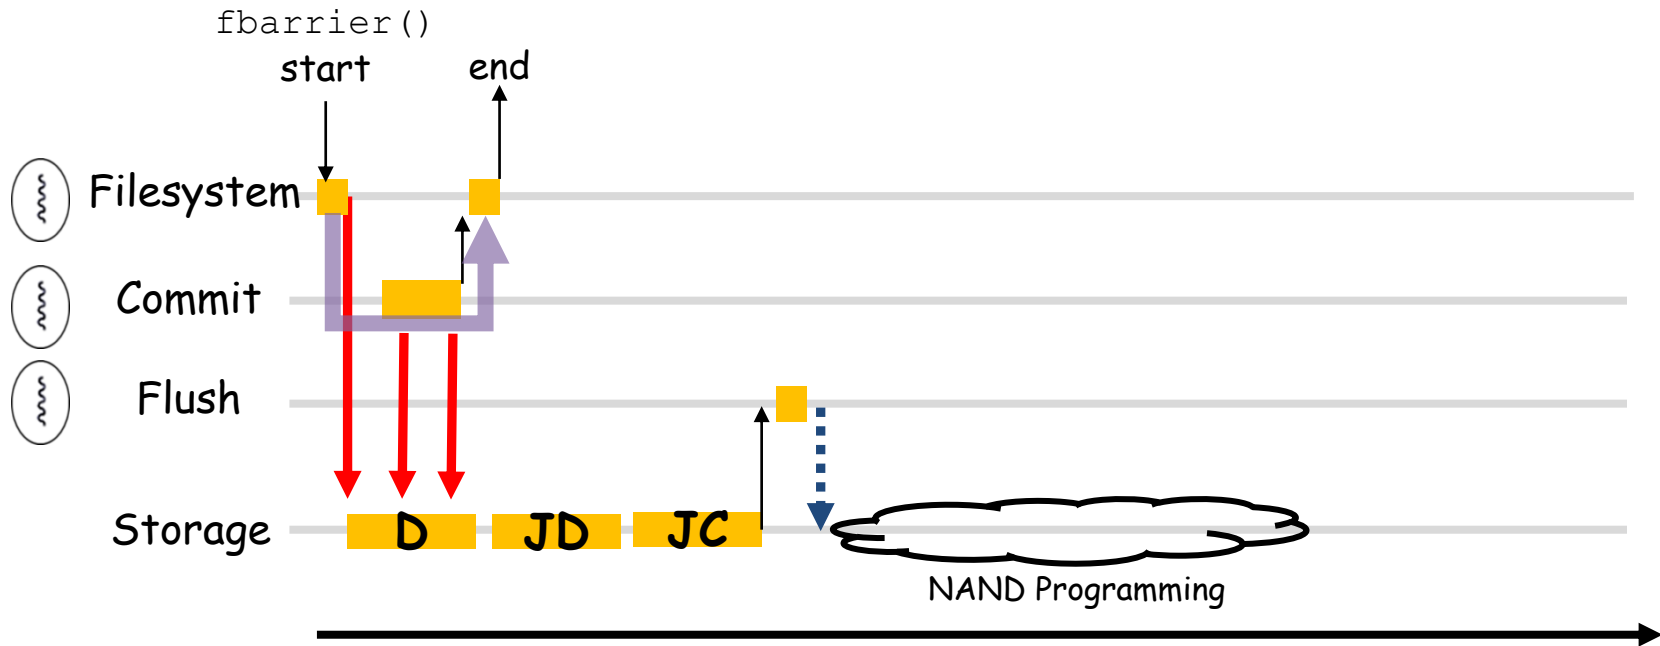 fbarrier()
start
end
Filesystem
Commit
Flush
Storage
D
JD
JC
NAND Programming